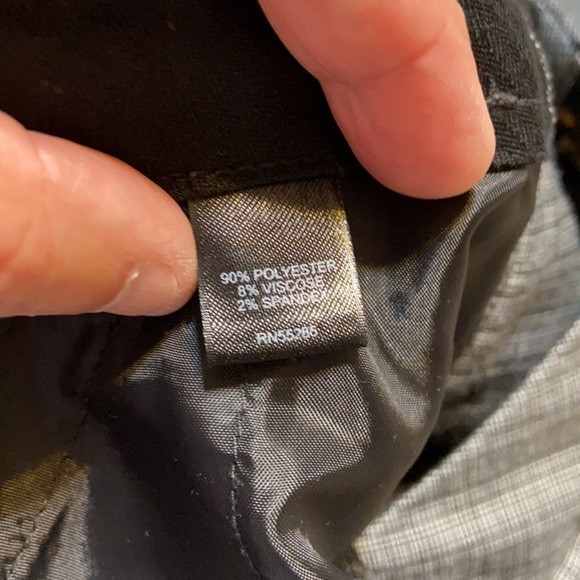 90% POLYESTER
8% VISCOSE
2% SPANDEX
RN55285